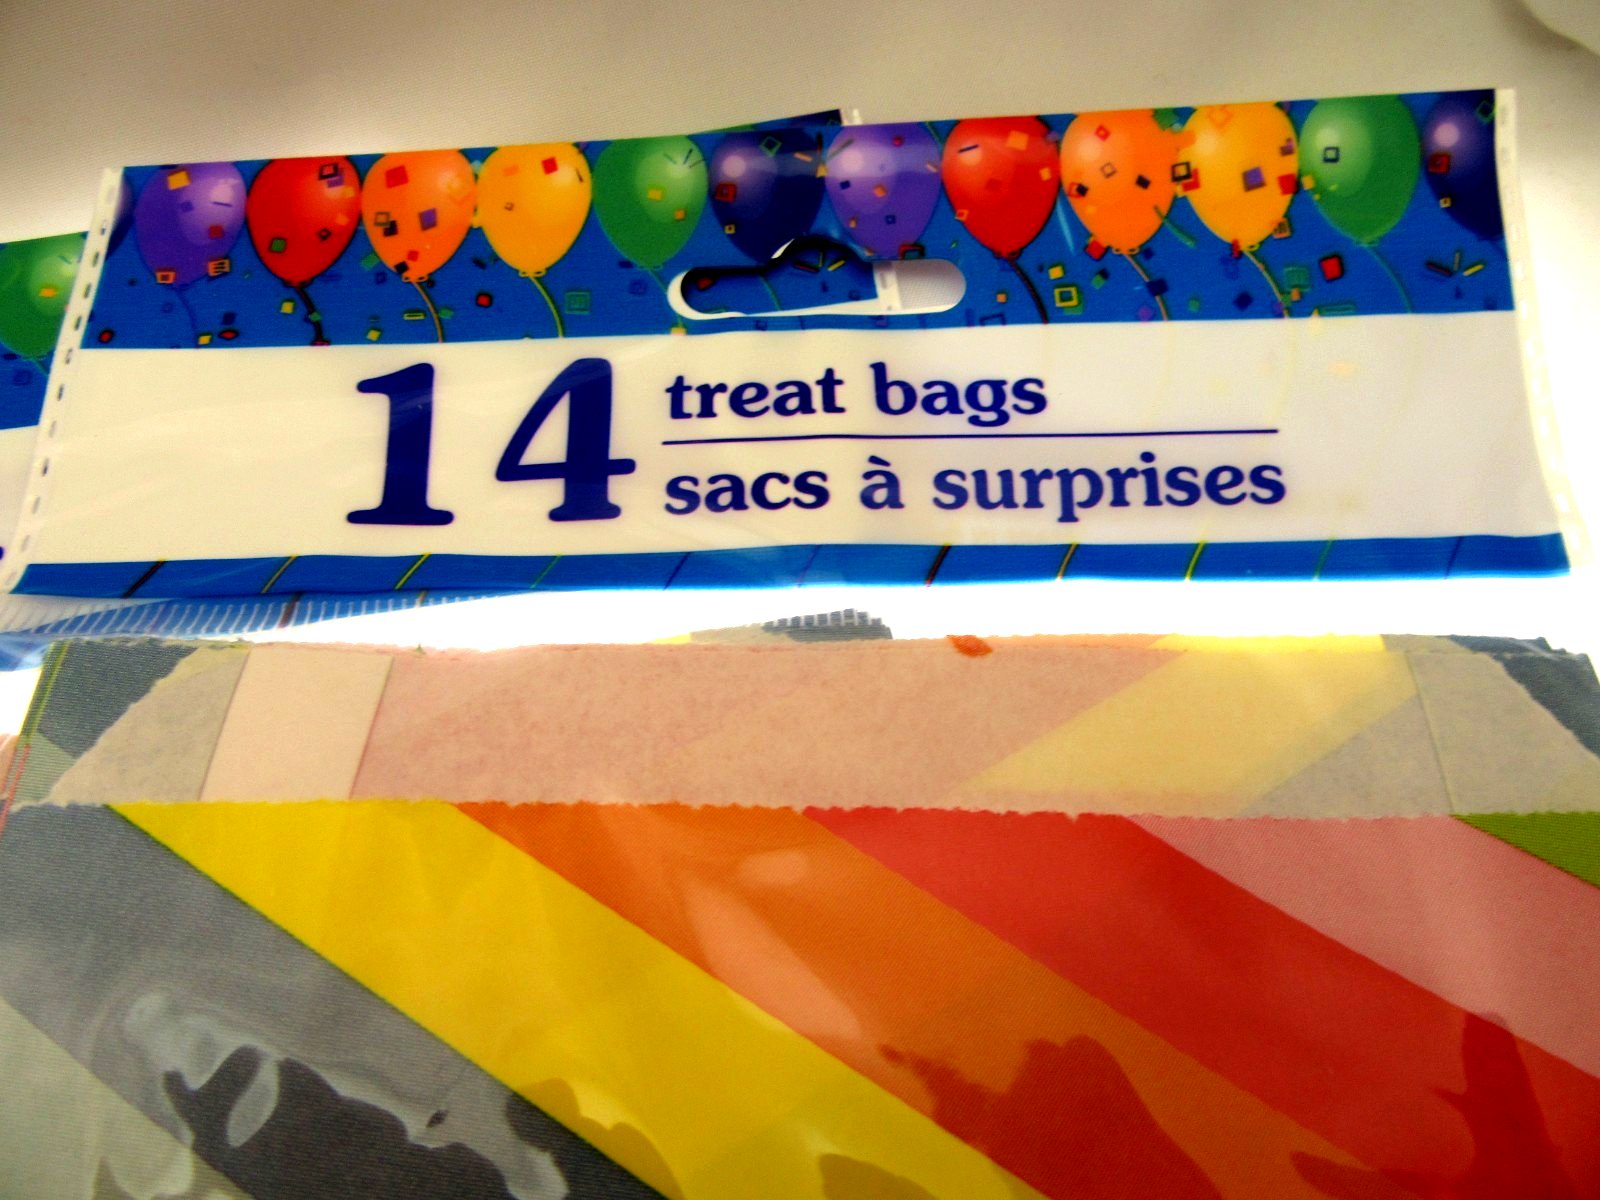 14 treat bags
sacs à surprises